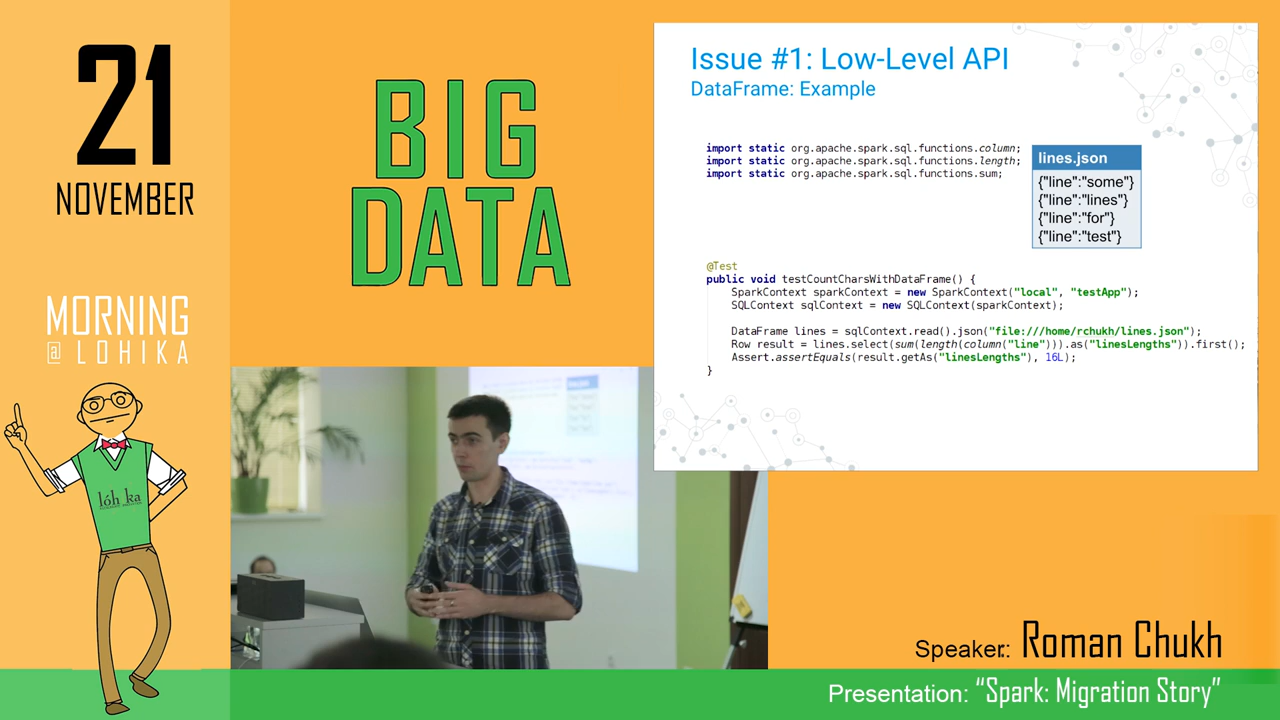 21
NOVEMBER
MORNING
@ LOHIKA
BIG
DATA
Issue #1: Low-Level API
DataFrame: Example
import static org.apache.spark.sql.functions.column;
import static org.apache.spark.sql.functions.length;
import static org.apache.spark.sql.functions.sum;
lines.json
{"line":"some"}
{"line":"lines"}
{"line":"for"}
{"line":"test"}
@Test
public void testCountCharsWithDataFrame() {
SparkContext sparkContext = new SparkContext("local", "testApp");
SQLContext sqlContext = new SQLContext(sparkContext);
DataFrame lines = sqlContext.read().json("file:///home/rchukh/lines.json");
Row result = lines.select(sum(length(column("line"))).as("linesLengths")).first();
Assert.assertEquals(result.getAs("linesLengths"), 16L);
}
lóh ka
Speaker: Roman Chukh
Presentation: "Spark: Migration Story"